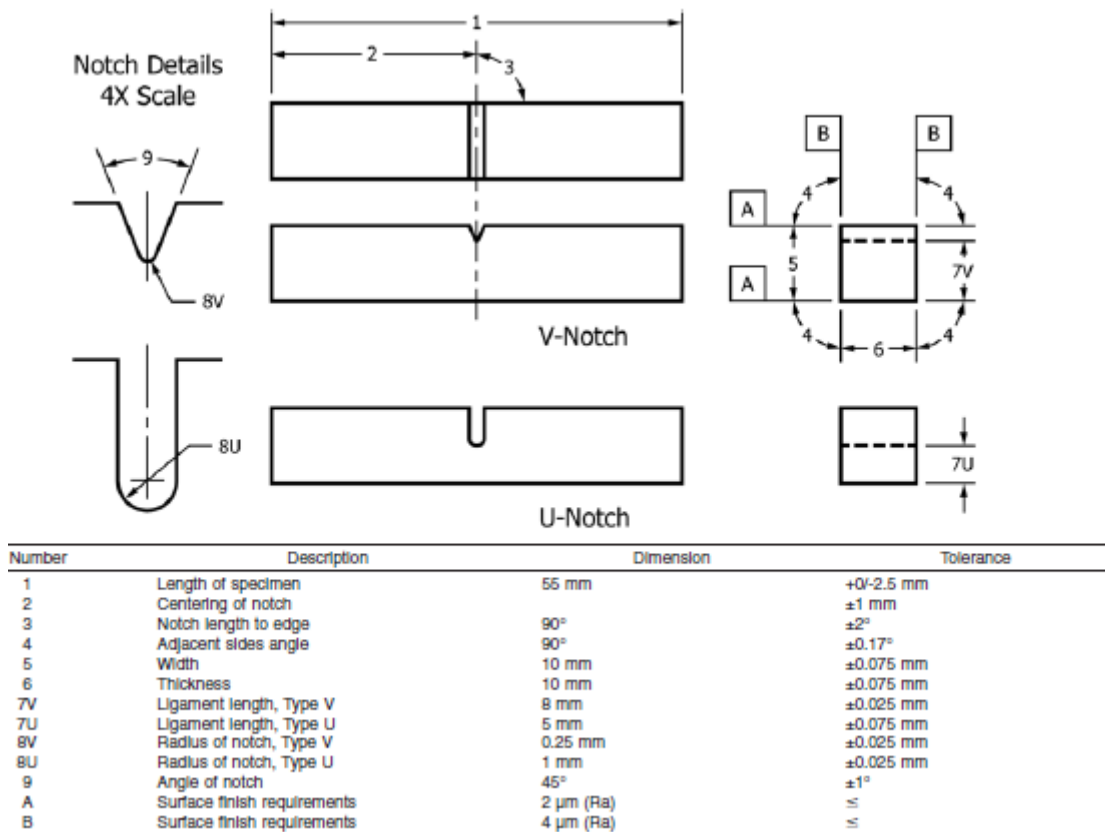 1
2
3
Notch Details
4X Scale
9
8V
V-Notch
B B
4 4
A
5
7V
A
4 4
6
8U
U-Notch
7U
Number Description Dimension Tolerance
1 Length of specimen 55 mm +0/-2.5 mm
2 Centering of notch ±1 mm
3 Notch length to edge 90° ±2°
4 Adjacent sides angle 90° ±0.17°
5 Width 10 mm ±0.075 mm
6 Thickness 10 mm ±0.075 mm
7V Ligament length, Type V 8 mm ±0.025 mm
7U Ligament length, Type U 5 mm ±0.075 mm
8V Radius of notch, Type V 0.25 mm ±0.025 mm
8U Radius of notch, Type U 1 mm ±0.025 mm
9 Angle of notch 45° ±1°
A Surface finish requirements 2 µm (Ra) ≤
B Surface finish requirements 4 µm (Ra) ≤